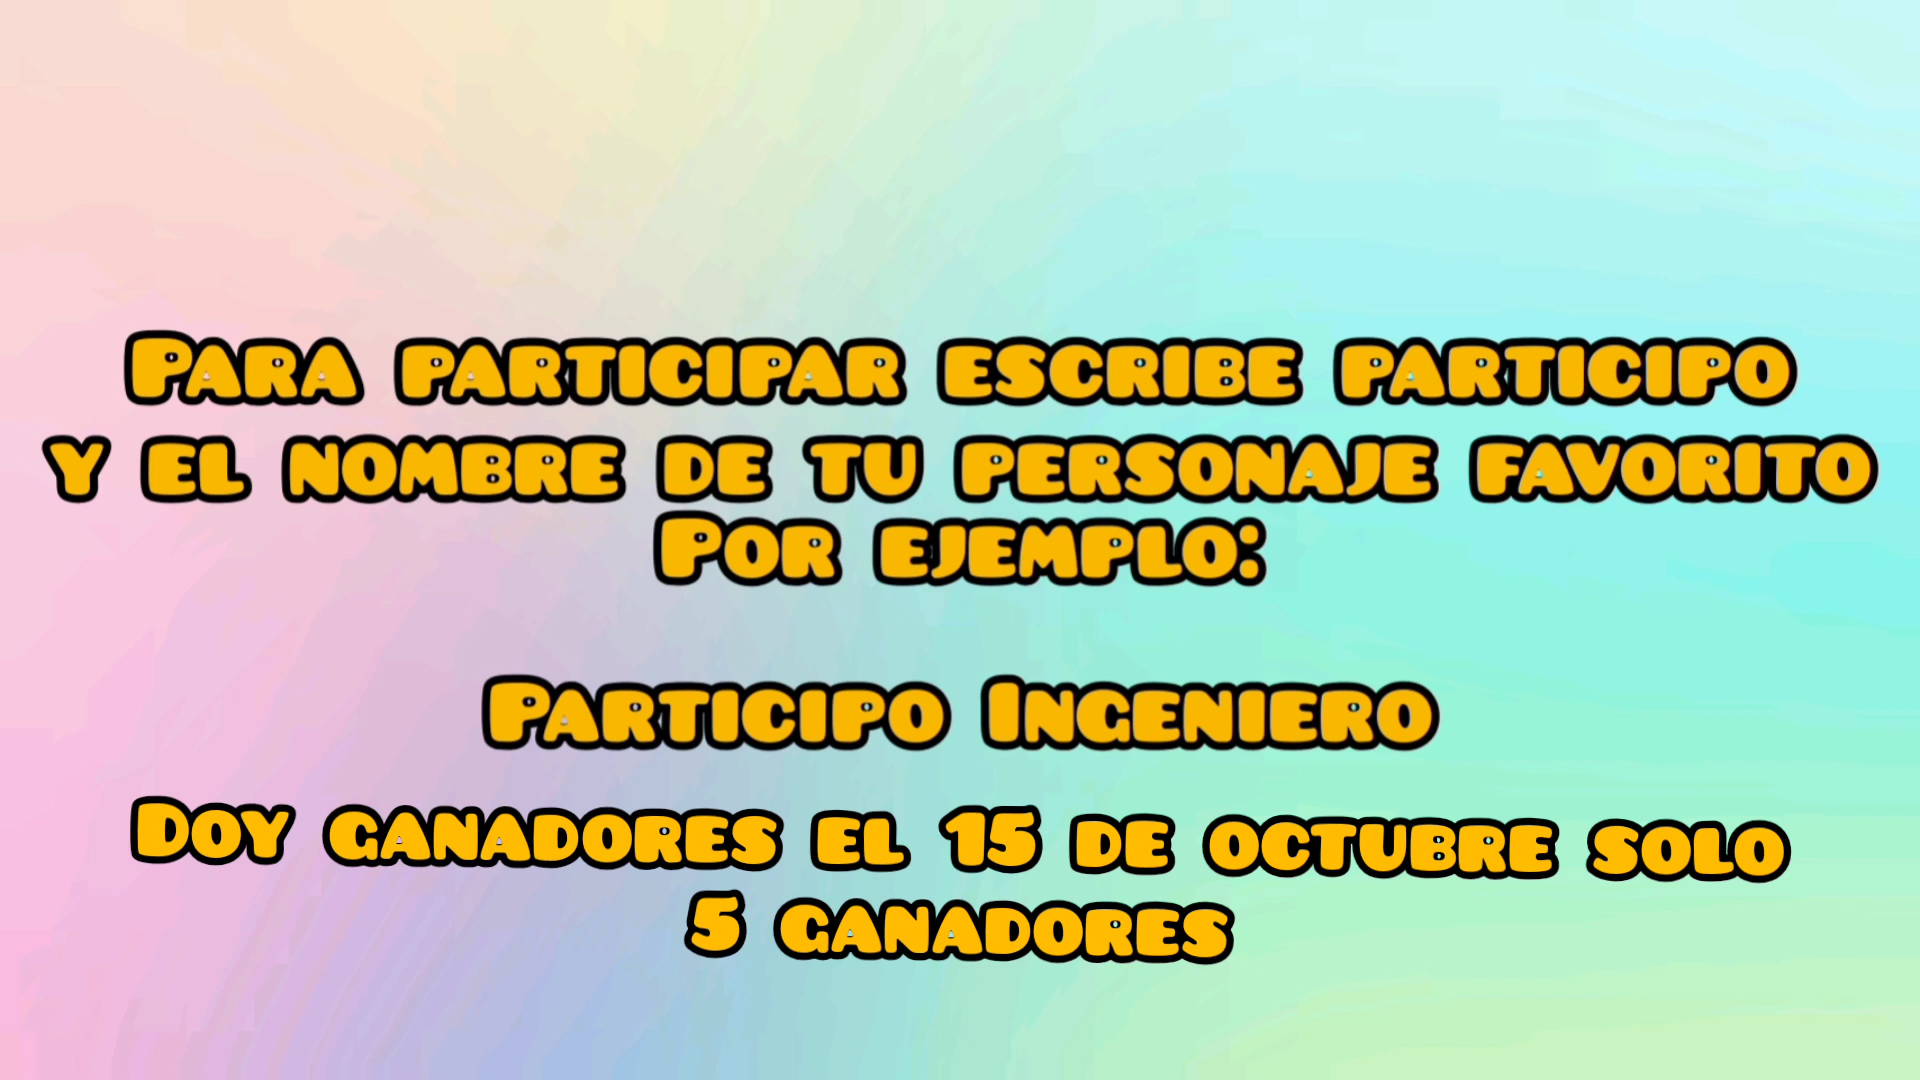 Para participar escribe participo
y el nombre de tu personaje favorito
Por ejemplo:
Participo Ingeniero
Doy ganadores el 15 de octubre solo
5 ganadores